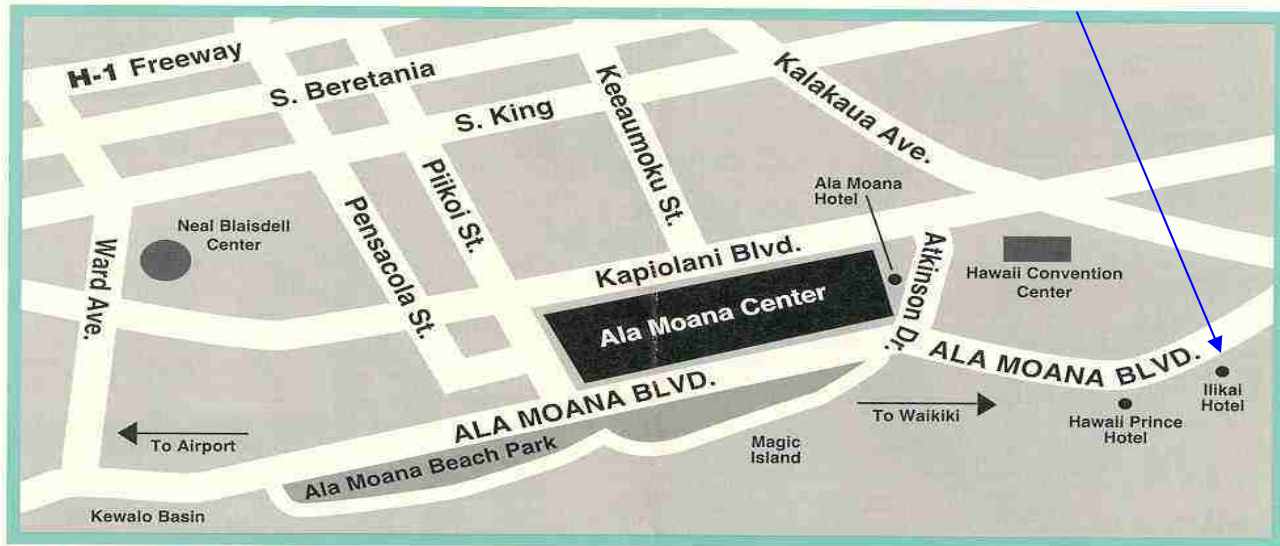 H-1 Freeway
S. Beretania
S. King
Keeaumoku St.
Kalakaua Ave.
Piikoi St.
Pensacola St.
Ward Ave.
Neal Blaisdell
Center
Ala Moana
Hotel
Kapiolani Blvd.
Atkinson Dr.
Hawaii Convention
Center
Ala Moana Center
ALA MOANA BLVD.
ALA MOANA BLVD.
Ilikai
Hotel
Hawaii Prince
Hotel
To Waikiki
To Airport
Ala Moana Beach Park
Magic
Island
Kewalo Basin